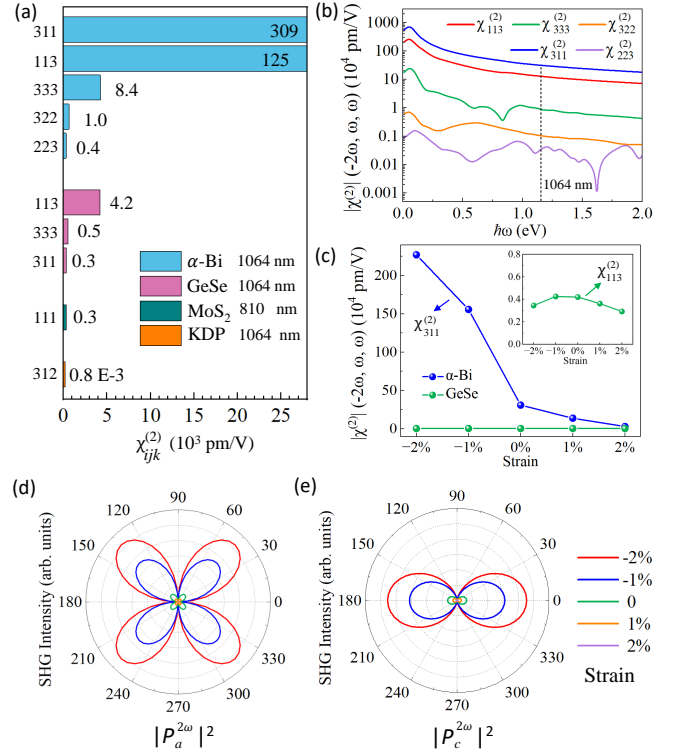 (a)
311
309
113
125
333
8.4
322
1.0
223
0.4
113
4.2
333
0.5
311
0.3
111
0.3
312
0.8 E-3
α-Bi 1064 nm
GeSe 1064 nm
MoS₂ 810 nm
KDP 1064 nm
0 5 10 15 20 25
χ⁽²⁾ᵢⱼₖ (10³ pm/V)
(b)
|χ⁽²⁾| (-2ω, ω, ω) (10⁴ pm/V)
1000
100
10
1
0.1
0.01
0.001
χ⁽²⁾₁₁₃ χ⁽²⁾₃₃₃ χ⁽²⁾₃₂₂
χ⁽²⁾₃₁₁ χ⁽²⁾₂₂₃
1064 nm
0.0 0.5 1.0 1.5 2.0
ħω (eV)
(c)
|χ⁽²⁾| (-2ω, ω, ω) (10⁴ pm/V)
200
150
100
50
0
χ⁽²⁾₃₁₁
α-Bi
GeSe
−2% −1% 0% 1% 2%
Strain
0.8
0.6
0.4
0.2
0.0
χ⁽²⁾₁₁₃
−2% −1% 0% 1% 2%
Strain
(d)
SHG Intensity (arb. units)
90
120 60
150 30
180 0
210 330
240 300
270
|Pₐ²ᵚ|²
(e)
SHG Intensity (arb. units)
90
120 60
150 30
180 0
210 330
240 300
270
|P_c^{2ω}|²
-2%
-1%
0
1%
2%
Strain